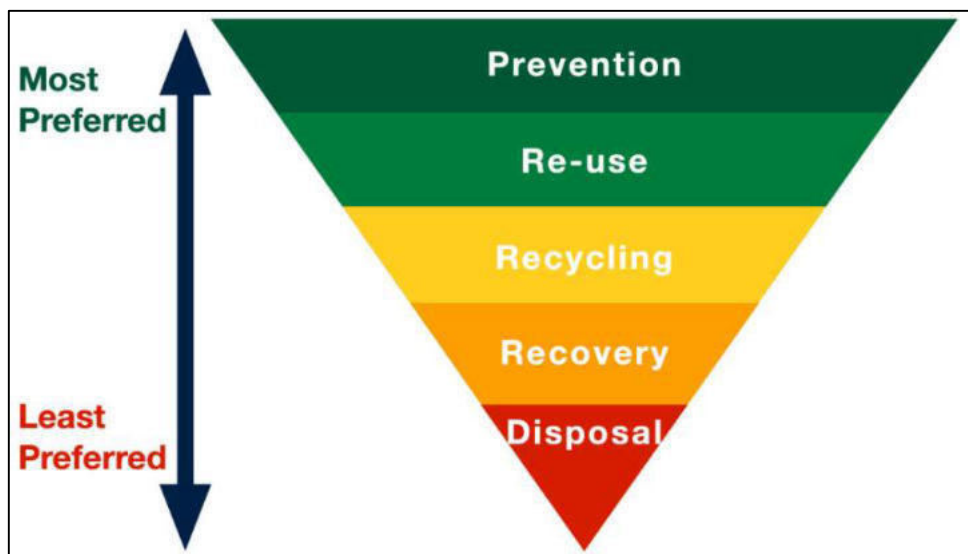 Most
Preferred
Prevention
Re-use
Recycling
Recovery
Least
Preferred
Disposal